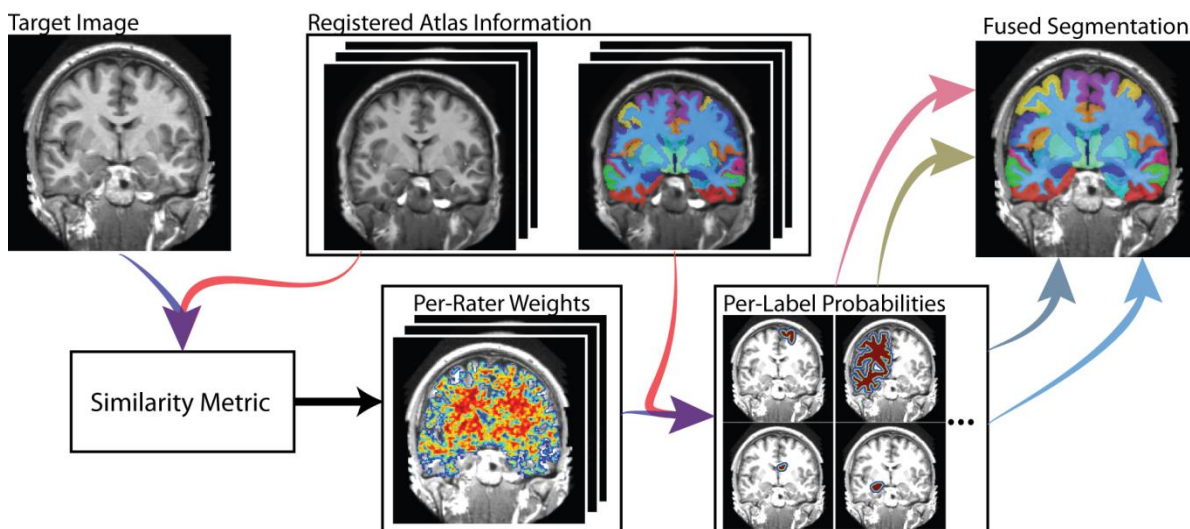 Target Image
Registered Atlas Information
Fused Segmentation
Per-Rater Weights
Per-Label Probabilities
Similarity Metric
...